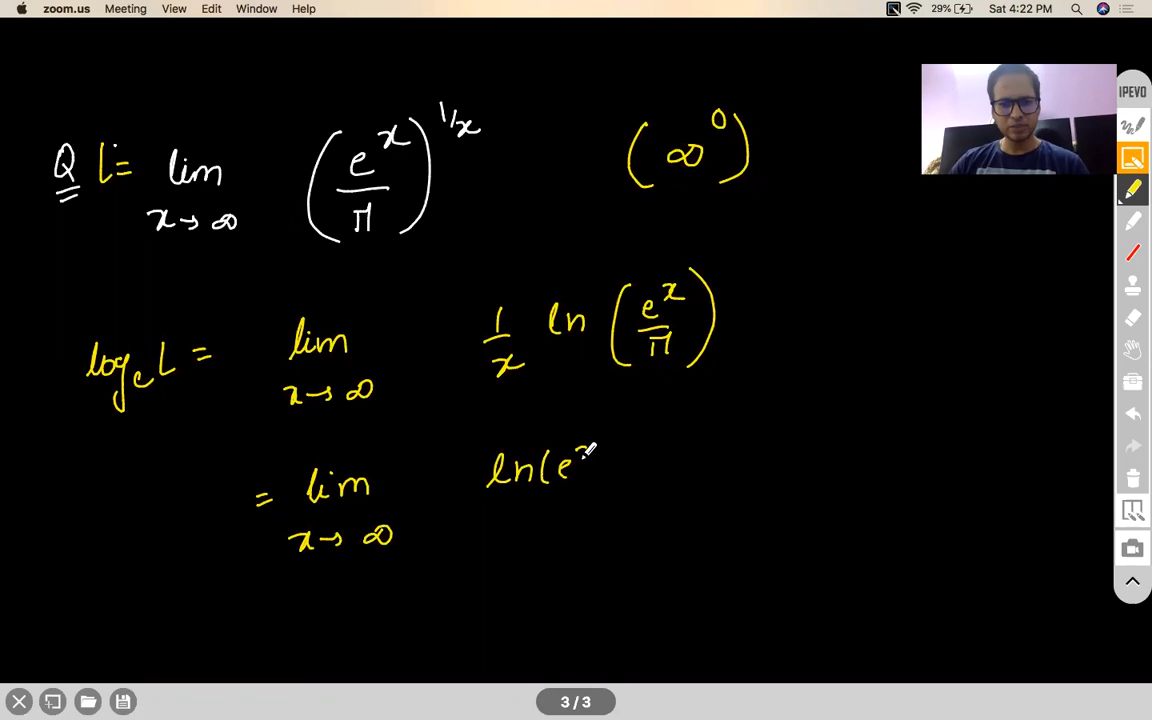 zoom.us Meeting View Edit Window Help 29% Sat 4:22 PM
IPEVO
Q L = lim x→∞ (e^x/π)^1/x (∞^0)
log_e L = lim x→∞ 1/x ln (e^x/π)
= lim x→∞ ln(e
3/3